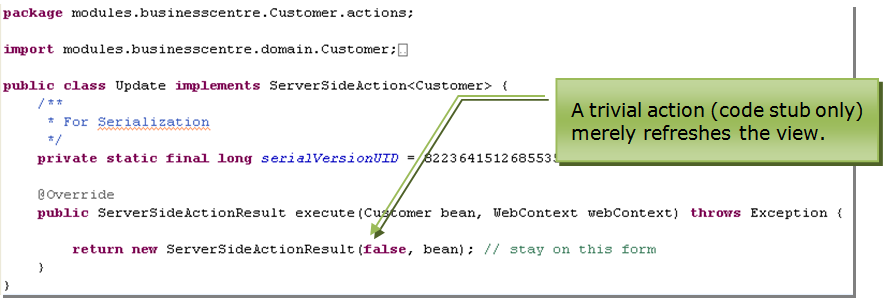 package modules.businesscentre.Customer.actions;
import modules.businesscentre.domain.Customer;
public class Update implements ServerSideAction<Customer> {
/**
* For Serialization
*/
private static final long serialVersionUID =
@Override
public ServerSideActionResult execute(Customer bean, WebContext webContext) throws Exception {
return new ServerSideActionResult(false, bean); // stay on this form
}
}
A trivial action (code stub only)
merely refreshes the view.